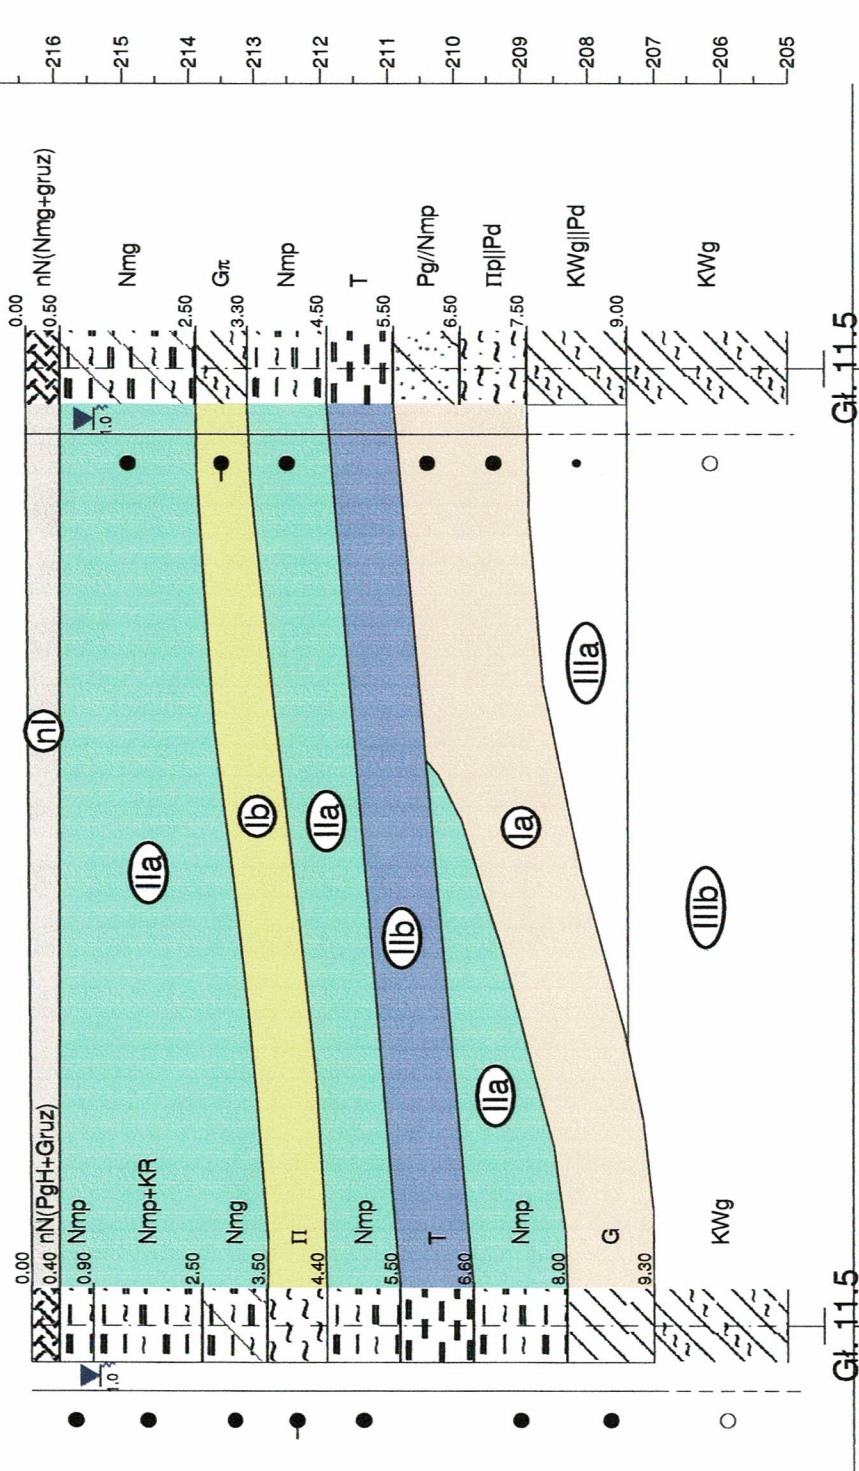 216
215
214
213
212
211
210
209
208
207
206
205
0.00
nN(Nmg+gruz)
0.50
Nmg
2.50
Gπ
3.30
Nmp
4.50
T
5.50
Pg//Nmp
6.50
Πp||Pd
7.50
KWg||Pd
9.00
KWg
Gł. 11.5
1.0
nI
IIa
Ib
IIa
IIb
Ia
IIa
IIIa
IIIb
0.00
nN(PgH+Gruz)
0.40
Nmp
0.90
Nmp+KR
2.50
Nmg
3.50
Π
4.40
Nmp
5.50
T
6.60
Nmp
8.00
G
9.30
KWg
Gł. 11.5
1.0